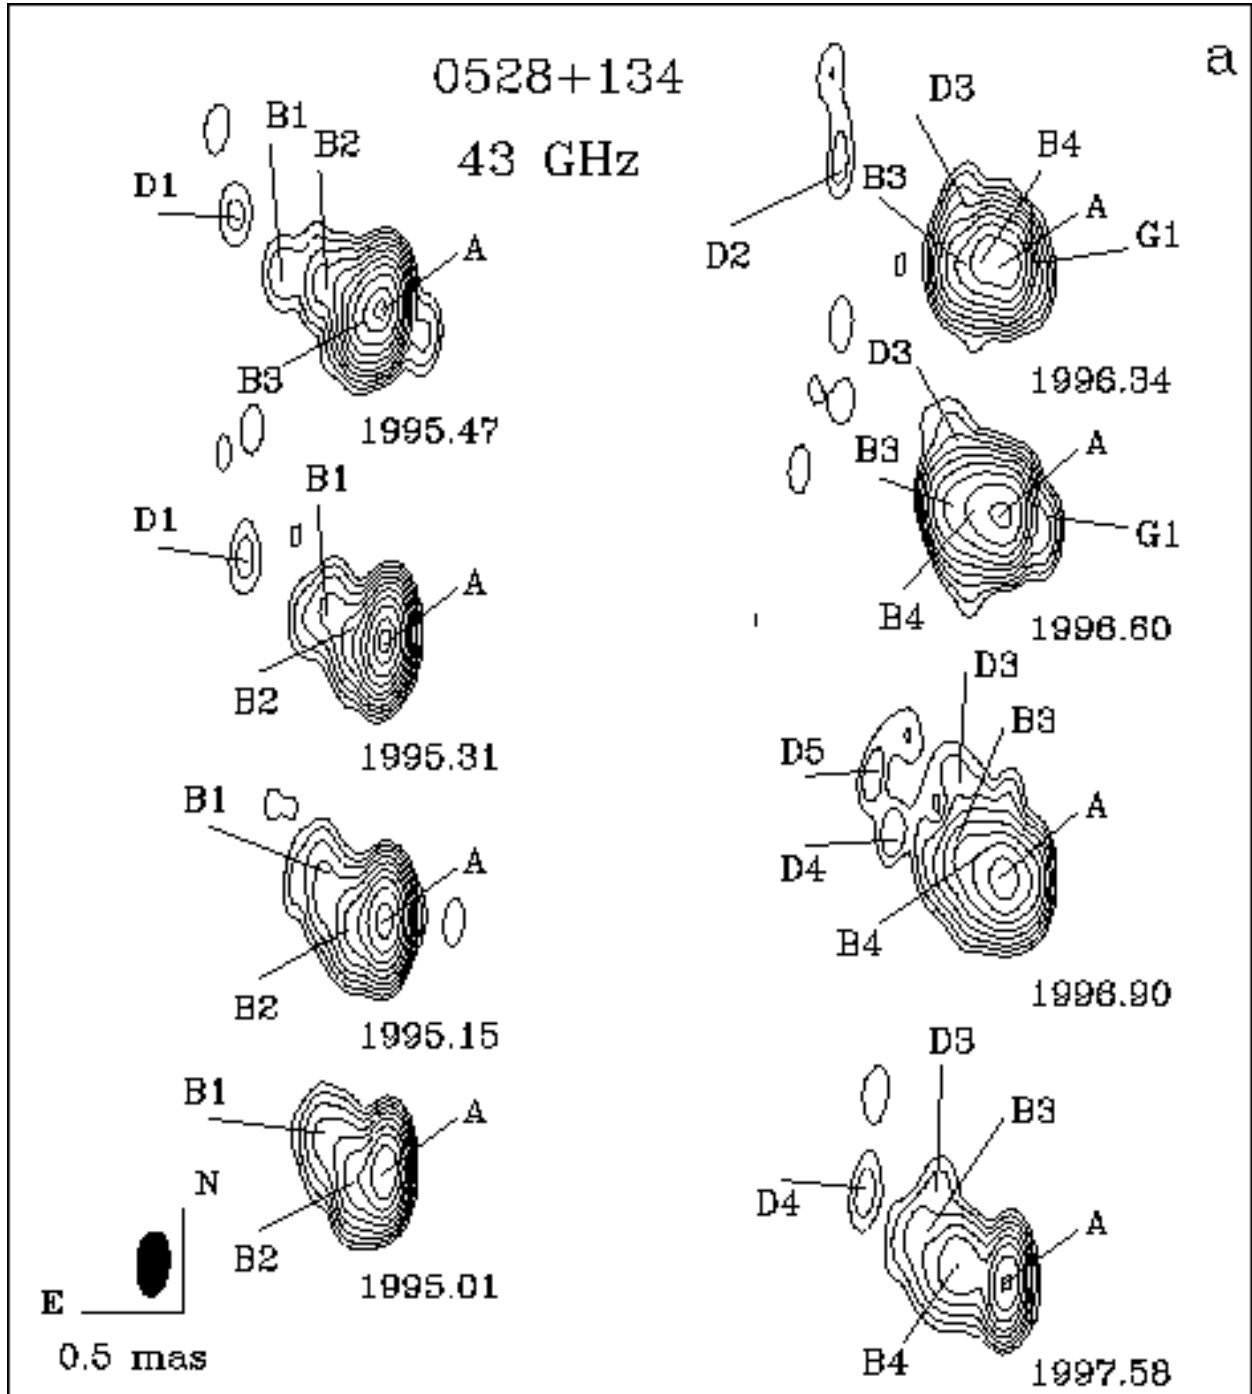 a
0528+134
43 GHz
B1
B2
D1
A
B3
1995.47
B1
D1
A
B2
1995.31
B1
A
B2
1995.15
B1
A
B2
1995.01
N
E
0.5 mas
D3
B4
B3
A
G1
D2
1996.34
D3
B3
A
G1
B4
1996.60
D3
B3
D5
A
D4
B4
1996.90
D3
B3
D4
A
B4
1997.58